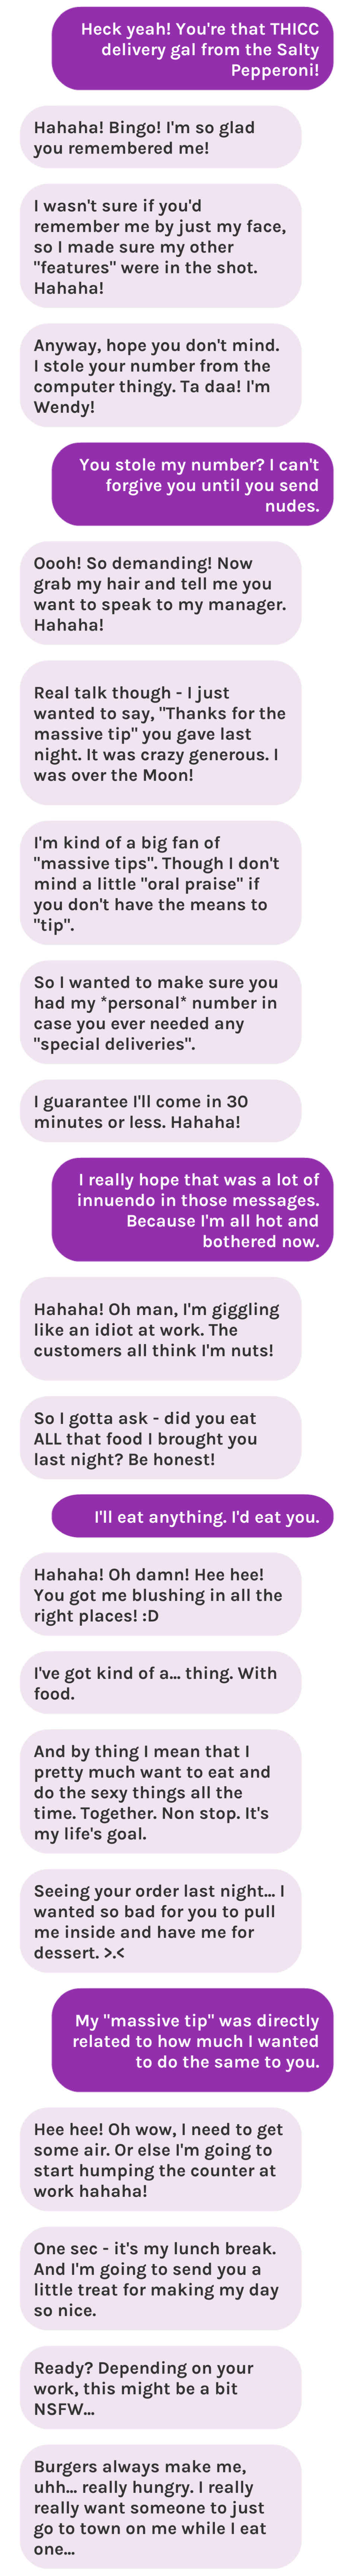 Heck yeah! You're that THICC
delivery gal from the Salty
Pepperoni!
Hahaha! Bingo! I'm so glad
you remembered me!
I wasn't sure if you'd
remember me by just my face,
so I made sure my other
"features" were in the shot.
Hahaha!
Anyway, hope you don't mind.
I stole your number from the
computer thingy. Ta daa! I'm
Wendy!
You stole my number? I can't
forgive you until you send
nudes.
Oooh! So demanding! Now
grab my hair and tell me you
want to speak to my manager.
Hahaha!
Real talk though - I just
wanted to say, "Thanks for the
massive tip" you gave last
night. It was crazy generous. I
was over the Moon!
I'm kind of a big fan of
"massive tips". Though I don't
mind a little "oral praise" if
you don't have the means to
"tip".
So I wanted to make sure you
had my *personal* number in
case you ever needed any
"special deliveries".
I guarantee I'll come in 30
minutes or less. Hahaha!
I really hope that was a lot of
innuendo in those messages.
Because I'm all hot and
bothered now.
Hahaha! Oh man, I'm giggling
like an idiot at work. The
customers all think I'm nuts!
So I gotta ask - did you eat
ALL that food I brought you
last night? Be honest!
I'll eat anything. I'd eat you.
Hahaha! Oh damn! Hee hee!
You got me blushing in all the
right places! :D
I've got kind of a... thing. With
food.
And by thing I mean that I
pretty much want to eat and
do the sexy things all the
time. Together. Non stop. It's
my life's goal.
Seeing your order last night... I
wanted so bad for you to pull
me inside and have me for
dessert. >.<
My "massive tip" was directly
related to how much I wanted
to do the same to you.
Hee hee! Oh wow, I need to get
some air. Or else I'm going to
start humping the counter at
work hahaha!
One sec - it's my lunch break.
And I'm going to send you a
little treat for making my day
so nice.
Ready? Depending on your
work, this might be a bit
NSFW...
Burgers always make me,
uhh... really hungry. I really
really want someone to just
go to town on me while I eat
one...